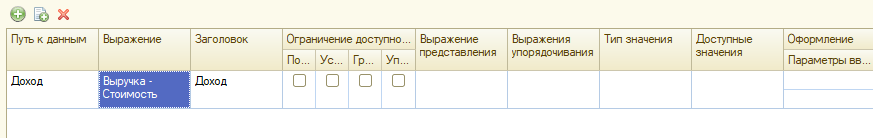 Путь к данным
Выражение
Заголовок
Ограничение доступно...
По...
Ус...
Гр...
Уп...
Выражение
представления
Выражения
упорядочивания
Тип значения
Доступные
значения
Оформление
Параметры вв...
Доход
Выручка -
Стоимость
Доход